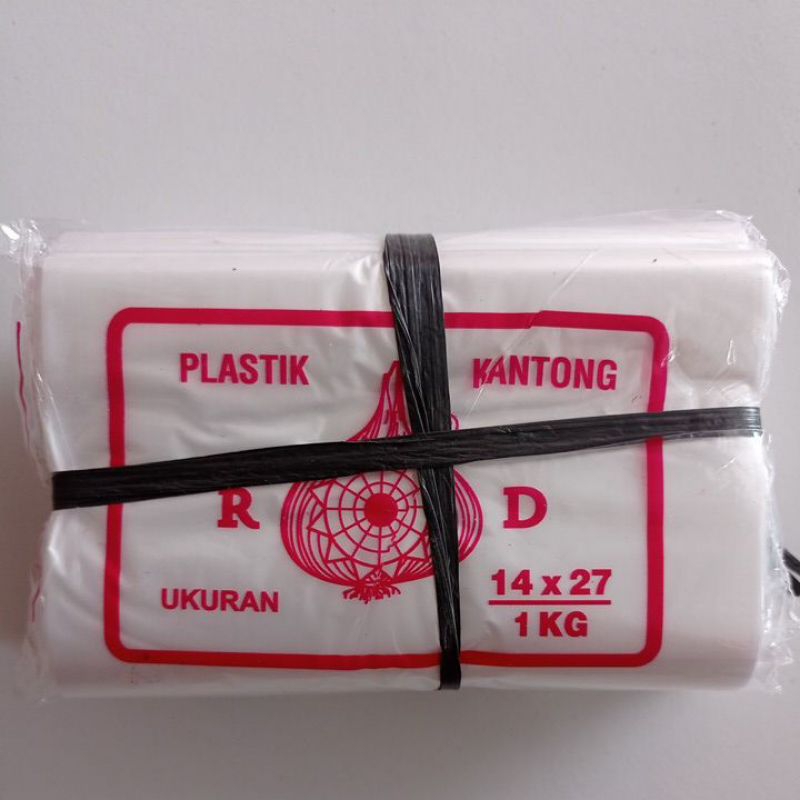 PLASTIK KANTONG
R D
UKURAN 14 x 27
1 KG